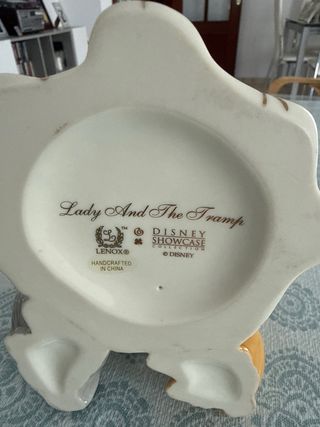 Lady And The Tramp
LENOX®
DISNEY
SHOWCASE
COLLECTION
© DISNEY
HANDCRAFTED
IN CHINA